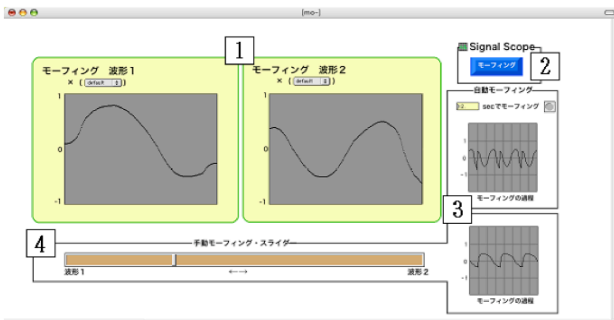 [mo-]
1
モーフィング 波形1
× ( default )
1
0
-1
モーフィング 波形2
× ( default )
1
0
-1
Signal Scope
モーフィング
2
自動モーフィング
secでモーフィング
1
0
-1
モーフィングの過程
3
1
0
-1
モーフィングの過程
4
手動モーフィング・スライダー
波形1
←→
波形2